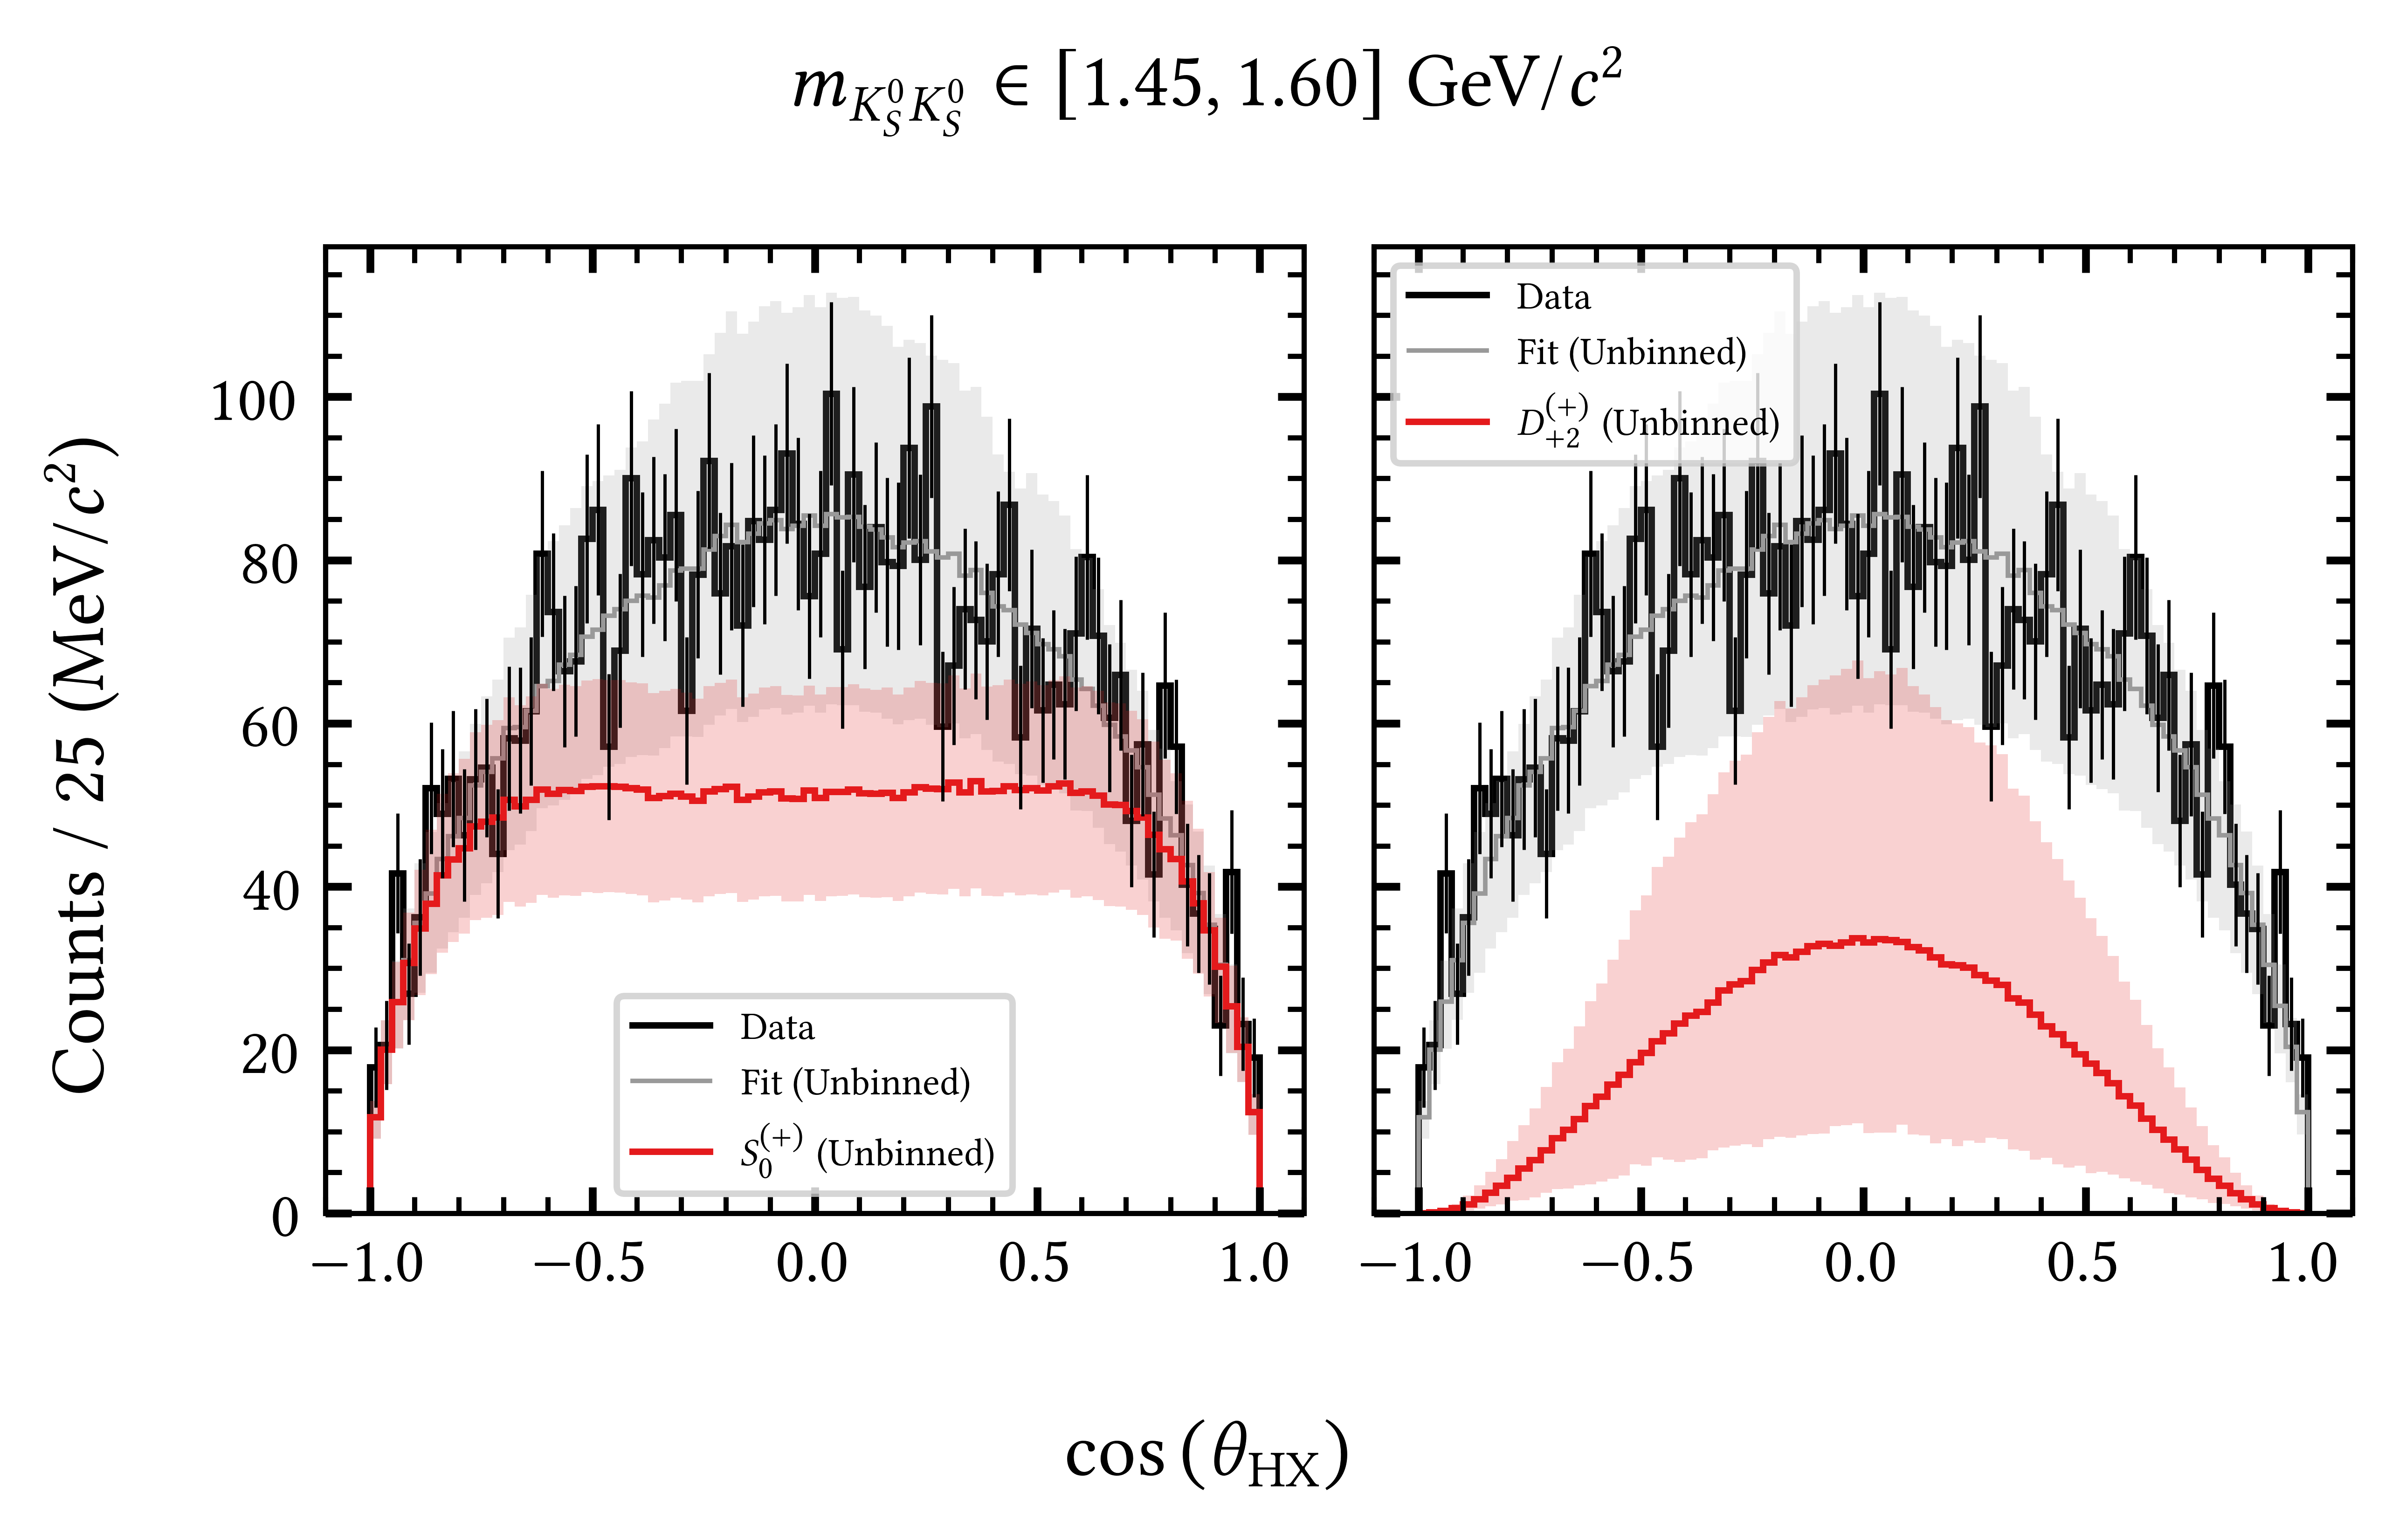 m_{K_S^0 K_S^0} ∈ [1.45, 1.60] GeV/c²
Counts / 25 (MeV/c²)
100
80
60
40
20
0
Data
Fit (Unbinned)
S_0^{(+)} (Unbinned)
−1.0 −0.5 0.0 0.5 1.0
Data
Fit (Unbinned)
D_{+2}^{(+)} (Unbinned)
−1.0 −0.5 0.0 0.5 1.0
cos (θ_{HX})